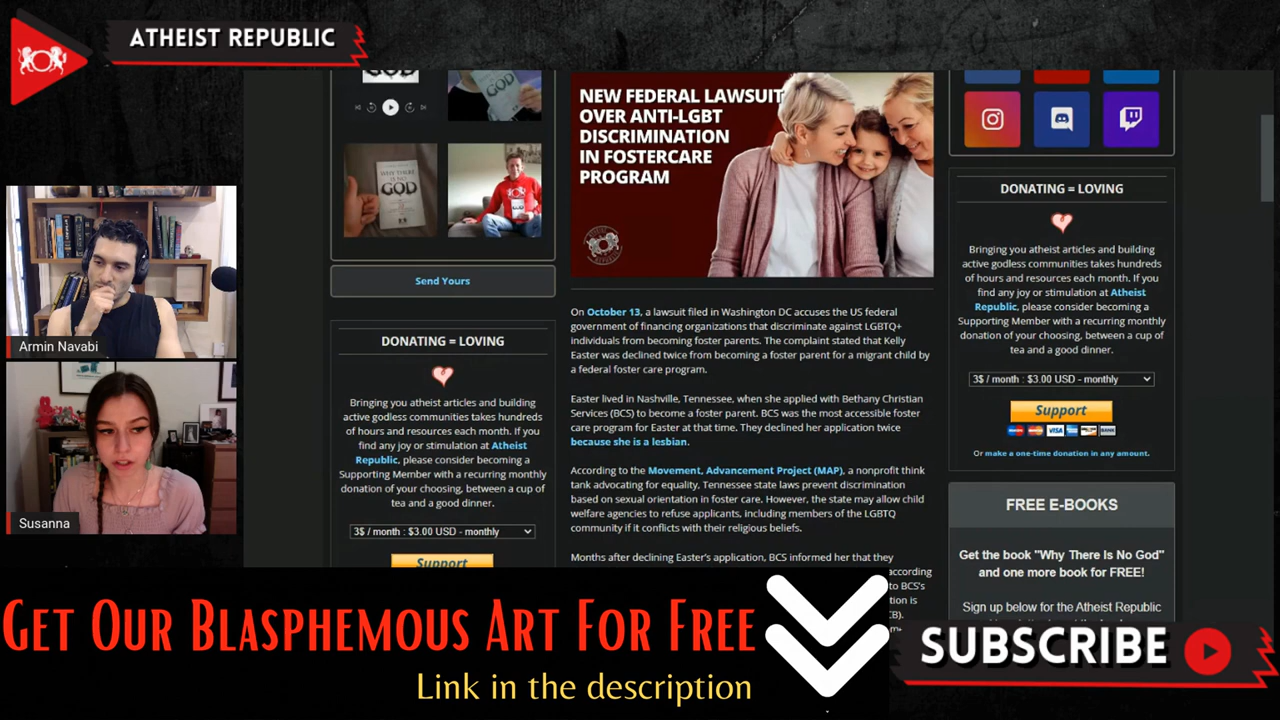 ATHEIST REPUBLIC
GOD
GOD
WHY THERE
IS NO
GOD
Send Yours
DONATING = LOVING
Bringing you atheist articles and building
active godless communities takes hundreds
of hours and resources each month. If you
find any joy or stimulation at Atheist
Republic, please consider becoming a
Supporting Member with a recurring monthly
donation of your choosing, between a cup of
tea and a good dinner.
3$ / month : $3.00 USD - monthly
Support
NEW FEDERAL LAWSUIT
OVER ANTI-LGBT
DISCRIMINATION
IN FOSTERCARE
PROGRAM
On October 13, a lawsuit filed in Washington DC accuses the US federal
government of financing organizations that discriminate against LGBTQ+
individuals from becoming foster parents. The complaint stated that Kelly
Easter was declined twice from becoming a foster parent for a migrant child by
a federal foster care program.
Easter lived in Nashville, Tennessee, when she applied with Bethany Christian
Services (BCS) to become a foster parent. BCS was the most accessible foster
care program for Easter at that time. They declined her application twice
because she is a lesbian.
According to the Movement, Advancement Project (MAP), a nonprofit think
tank advocating for equality, Tennessee state laws prevent discrimination
based on sexual orientation in foster care. However, the state may allow child
welfare agencies to refuse applicants, including members of the LGBTQ
community if it conflicts with their religious beliefs.
Months after declining Easter's application, BCS informed her that they
according
to BCS's
tion is
CB).
DONATING = LOVING
Bringing you atheist articles and building
active godless communities takes hundreds
of hours and resources each month. If you
find any joy or stimulation at Atheist
Republic, please consider becoming a
Supporting Member with a recurring monthly
donation of your choosing, between a cup of
tea and a good dinner.
3$ / month : $3.00 USD - monthly
Support
VISA
BANK
Or make a one-time donation in any amount.
FREE E-BOOKS
Get the book "Why There Is No God"
and one more book for FREE!
Sign up below for the Atheist Republic
Armin Navabi
Susanna
GET OUR BLASPHEMOUS ART FOR FREE
Link in the description
SUBSCRIBE